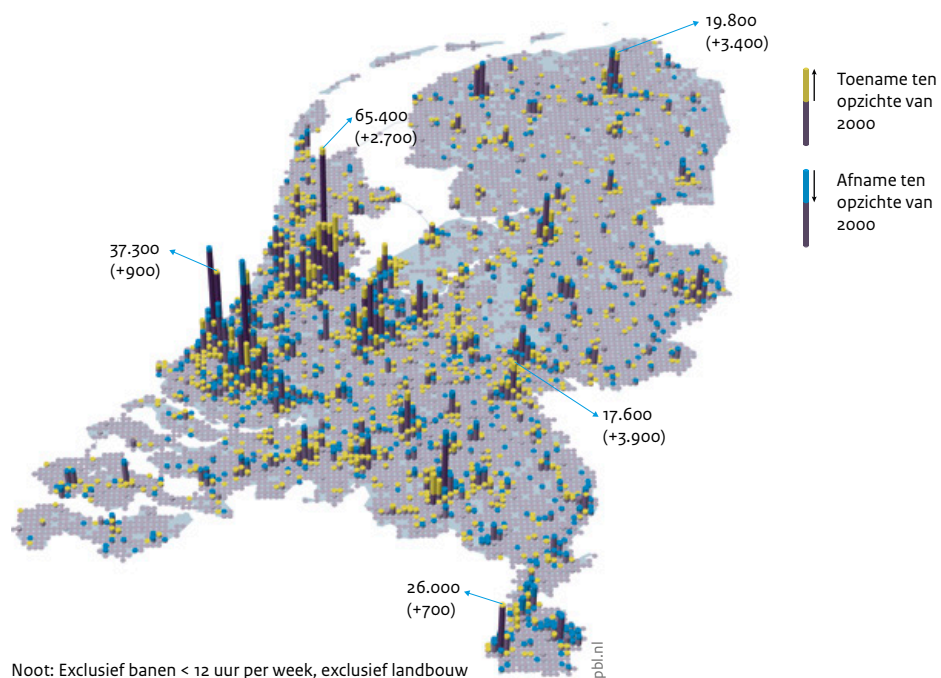 19.800
(+3.400)
65.400
(+2.700)
37.300
(+900)
17.600
(+3.900)
26.000
(+700)
Toename ten
opzichte van
2000
Afname ten
opzichte van
2000
Noot: Exclusief banen < 12 uur per week, exclusief landbouw
pbl.nl